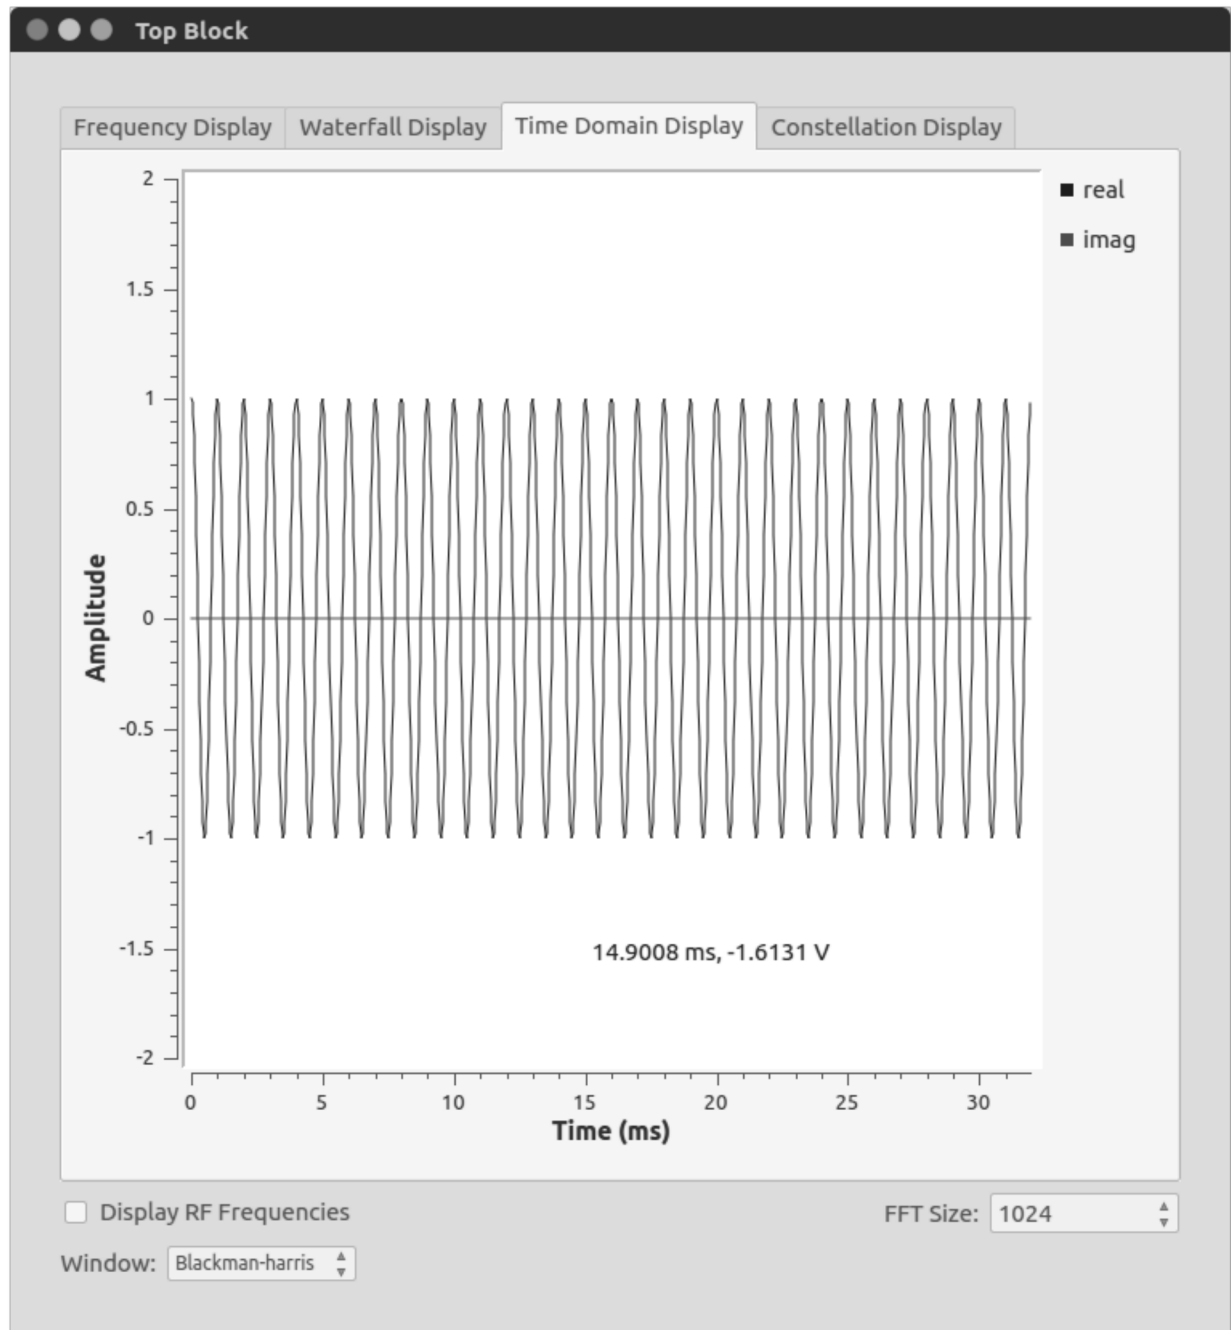 Top Block
Frequency Display Waterfall Display Time Domain Display Constellation Display
real
imag
2
1.5
1
0.5
0
-0.5
-1
-1.5
-2
Amplitude
14.9008 ms, -1.6131 V
0 5 10 15 20 25 30
Time (ms)
Display RF Frequencies FFT Size: 1024
Window: Blackman-harris